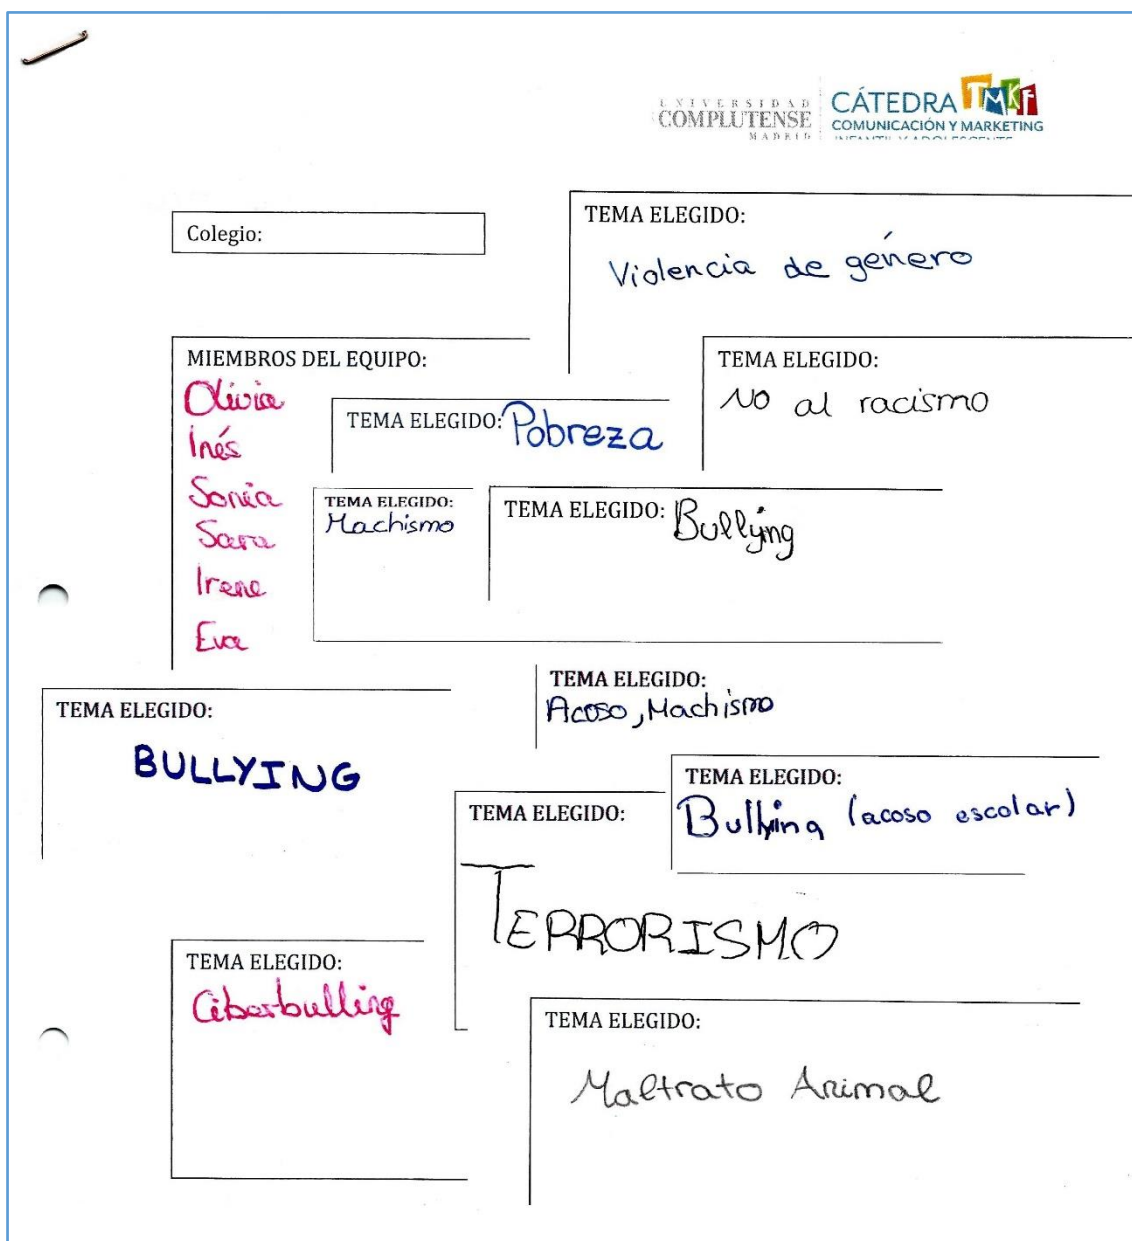 UNIVERSIDAD
COMPLUTENSE
MADRID
CÁTEDRA TMKF
COMUNICACIÓN Y MARKETING
INFANTIL Y ADOLESCENTE
Colegio:
TEMA ELEGIDO:
Violencia de género
MIEMBROS DEL EQUIPO:
Olivia
Inés
Sonia
Sara
Irene
Eva
TEMA ELEGIDO: Pobreza
TEMA ELEGIDO:
No al racismo
TEMA ELEGIDO:
Machismo
TEMA ELEGIDO: Bullying
TEMA ELEGIDO:
Acoso, Machismo
TEMA ELEGIDO:
BULLYING
TEMA ELEGIDO:
Bullying (acoso escolar)
TEMA ELEGIDO:
TERRORISMO
TEMA ELEGIDO:
Ciberbulling
TEMA ELEGIDO:
Maltrato Animal